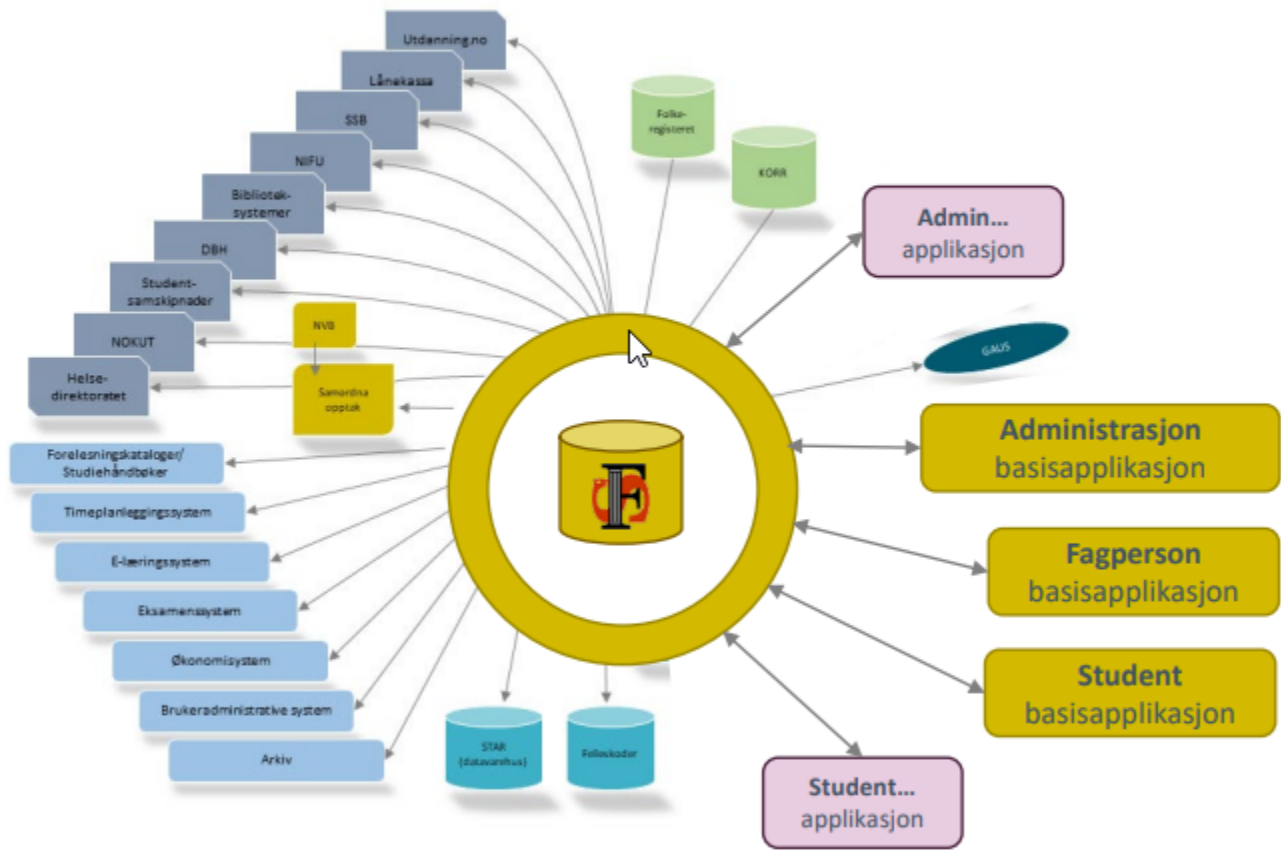 Utdanning.no
Lånekassa
SSB
NIFU
Bibliotek-
systemer
DBH
Student-
samskipnader
NOKUT
Helse-
direktoratet
NVB
Samordna
opptak
Folke-
registeret
KORR
Admin...
applikasjon
GAUS
Administrasjon
basisapplikasjon
Fagperson
basisapplikasjon
Student
basisapplikasjon
Student...
applikasjon
Forelesningskataloger/
Studiehåndbøker
Timeplanleggingssystem
E-læringssystem
Eksamenssystem
Økonomisystem
Brukeradministrative system
Arkiv
STAR
(datavarehus)
Felleskoder
FS